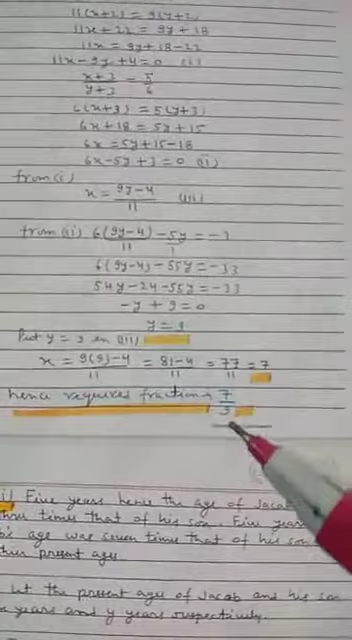 11(x+2) = 9(y+2)
11x + 22 = 9y + 18
11x = 9y + 18 - 22
11x - 9y + 4 = 0 (i)
x+3/y+3 = 5/6
6(x+3) = 5(y+3)
6x + 18 = 5y + 15
6x = 5y + 15 - 18
6x - 5y + 3 = 0 (ii)
from (i)
x = 9y-4/11 (iii)
from (ii) 6(9y-4)/11 - 5y/1 = -3
6(9y-4) - 55y = -33
54y - 24 - 55y = -33
-y + 9 = 0
y = 9
Put y = 9 in (iii)
x = 9(9)-4/11 = 81-4/11 = 77/11 = 7
hence required fraction 7/9
Five years hence the age of Jacob
three times that of his son. Five years
his age was seven times that of his son
their present ages
let the present ages of Jacob and his son
x years and y years respectively.